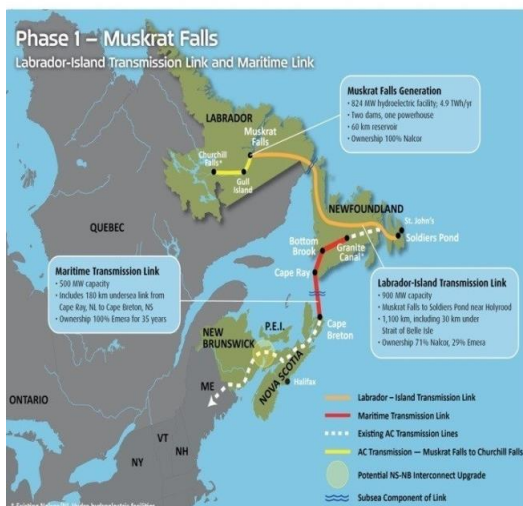 Phase 1 – Muskrat Falls
Labrador-Island Transmission Link and Maritime Link
Muskrat Falls Generation
• 824 MW hydroelectric facility; 4.9 TWh/yr
• Two dams, one powerhouse
• 60 km reservoir
• Ownership 100% Nalcor
LABRADOR
Muskrat
Falls
Churchill
Falls*
Gull
Island
QUEBEC
NEWFOUNDLAND
St. John's
Soldiers Pond
Granite
Canal*
Bottom
Brook
Cape Ray
Maritime Transmission Link
• 500 MW capacity
• Includes 180 km undersea link from
Cape Ray, NL to Cape Breton, NS
• Ownership 100% Emera for 35 years
Labrador-Island Transmission Link
• 900 MW capacity
• Muskrat Falls to Soldiers Pond near Holyrood
• 1,100 km, including 30 km under
Strait of Belle Isle
• Ownership 71% Nalcor, 29% Emera
P.E.I.
Cape
Breton
NEW
BRUNSWICK
NOVA SCOTIA
Halifax
ME
ONTARIO
VT
NH
NY
Labrador – Island Transmission Link
Maritime Transmission Link
Existing AC Transmission Lines
AC Transmission — Muskrat Falls to Churchill Falls
Potential NS-NB Interconnect Upgrade
Subsea Component of Link